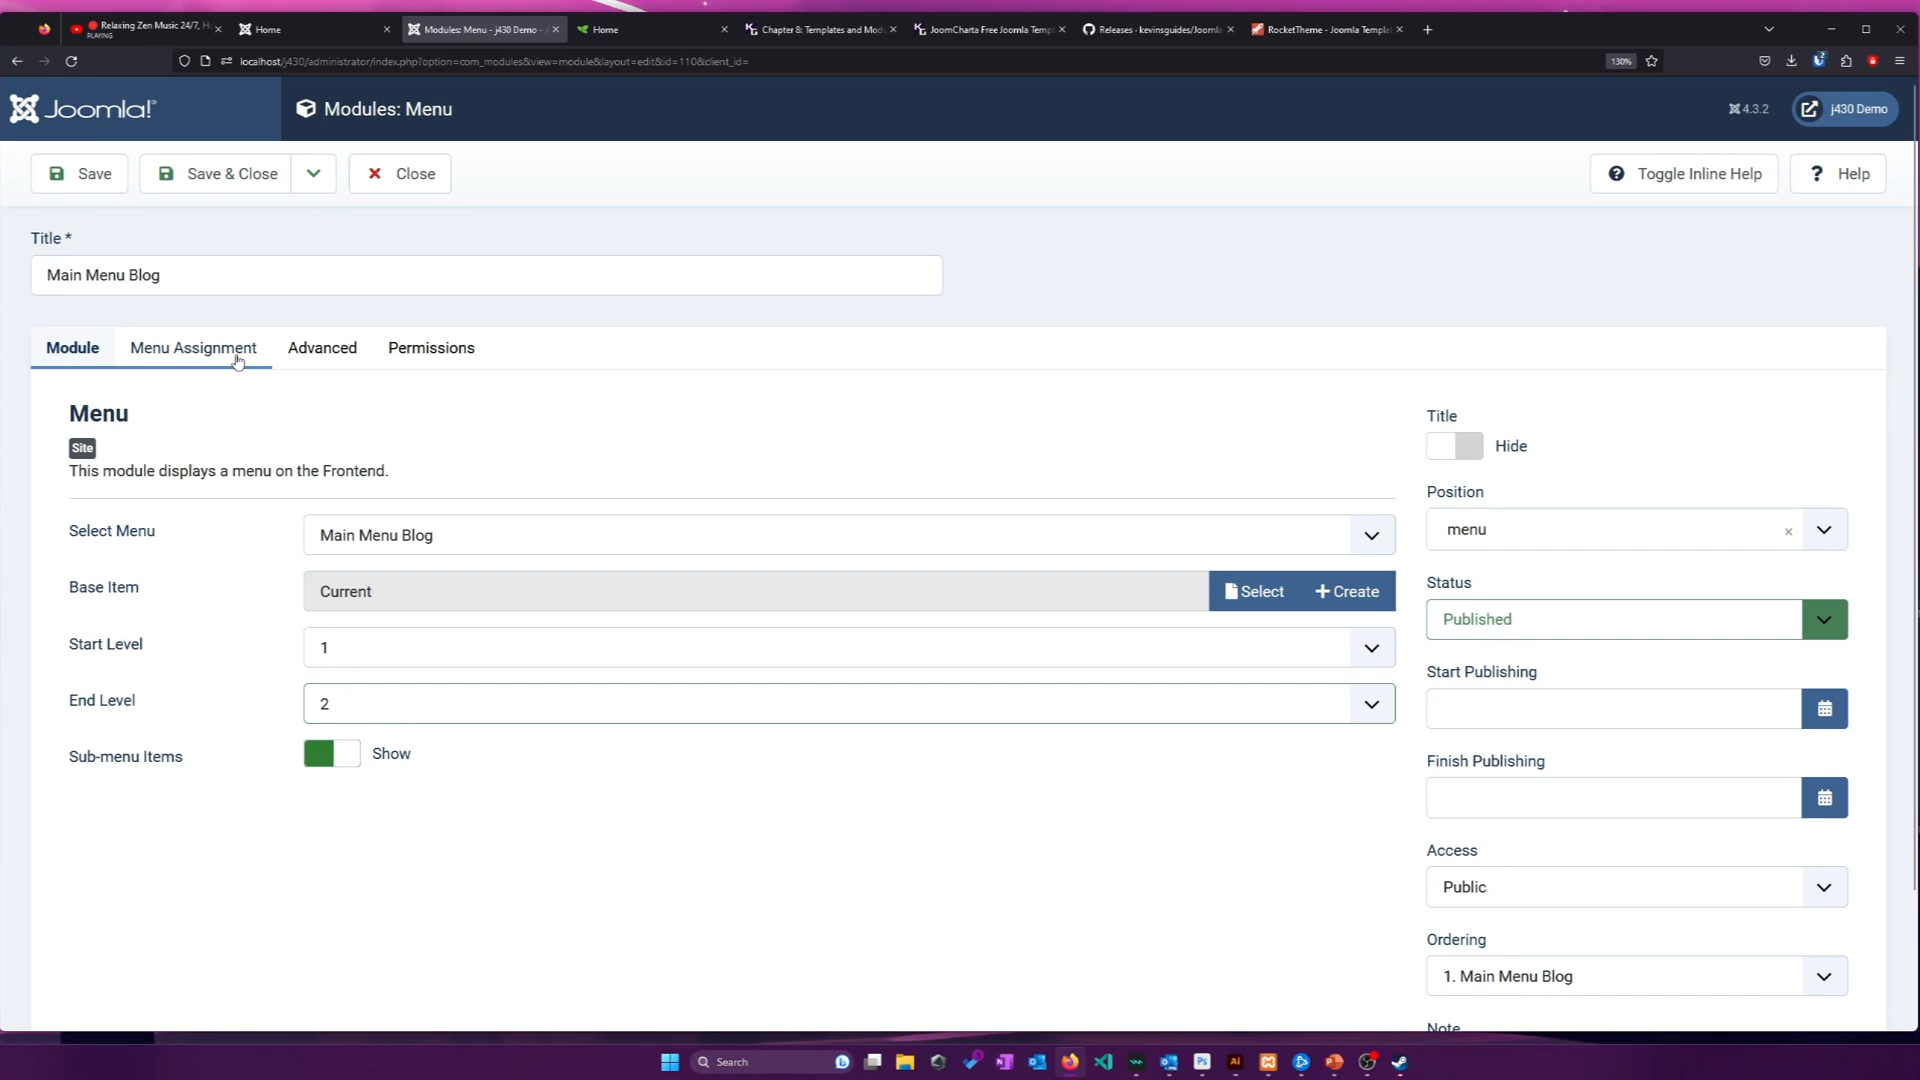 Relaxing Zen Music 24/7, H
PLAYING
Home
Modules: Menu - j430 Demo -
Home
Chapter 8: Templates and Mod
JoomCharta Free Joomla Temp
Releases · kevinsguides/Jooml
RocketTheme - Joomla Templat
localhost/j430/administrator/index.php?option=com_modules&view=module&layout=edit&id=110&client_id=
130%
Joomla!
Modules: Menu
4.3.2
j430 Demo
Save
Save & Close
Close
Toggle Inline Help
? Help
Title *
Main Menu Blog
Module
Menu Assignment
Advanced
Permissions
Menu
Site
This module displays a menu on the Frontend.
Select Menu
Main Menu Blog
Base Item
Current
Select
+ Create
Start Level
1
End Level
2
Sub-menu Items
Show
Title
Hide
Position
menu
Status
Published
Start Publishing
Finish Publishing
Access
Public
Ordering
1. Main Menu Blog
Note
Search